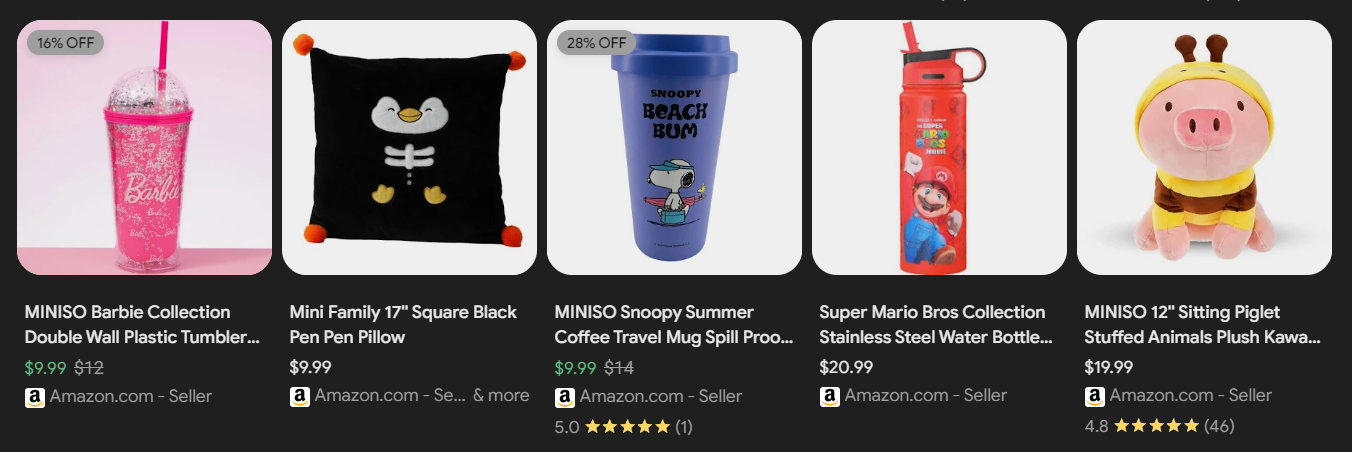 16% OFF
Barbie
28% OFF
SNOOPY
BEACH
BUM
THE SUPER
MARIO
BROS
MOVIE
MINISO Barbie Collection
Double Wall Plastic Tumbler...
$9.99 $12
Amazon.com - Seller
Mini Family 17" Square Black
Pen Pen Pillow
$9.99
Amazon.com - Se... & more
MINISO Snoopy Summer
Coffee Travel Mug Spill Proo...
$9.99 $14
Amazon.com - Seller
5.0 ★★★★★ (1)
Super Mario Bros Collection
Stainless Steel Water Bottle...
$20.99
Amazon.com - Seller
MINISO 12" Sitting Piglet
Stuffed Animals Plush Kawa...
$19.99
Amazon.com - Seller
4.8 ★★★★★ (46)